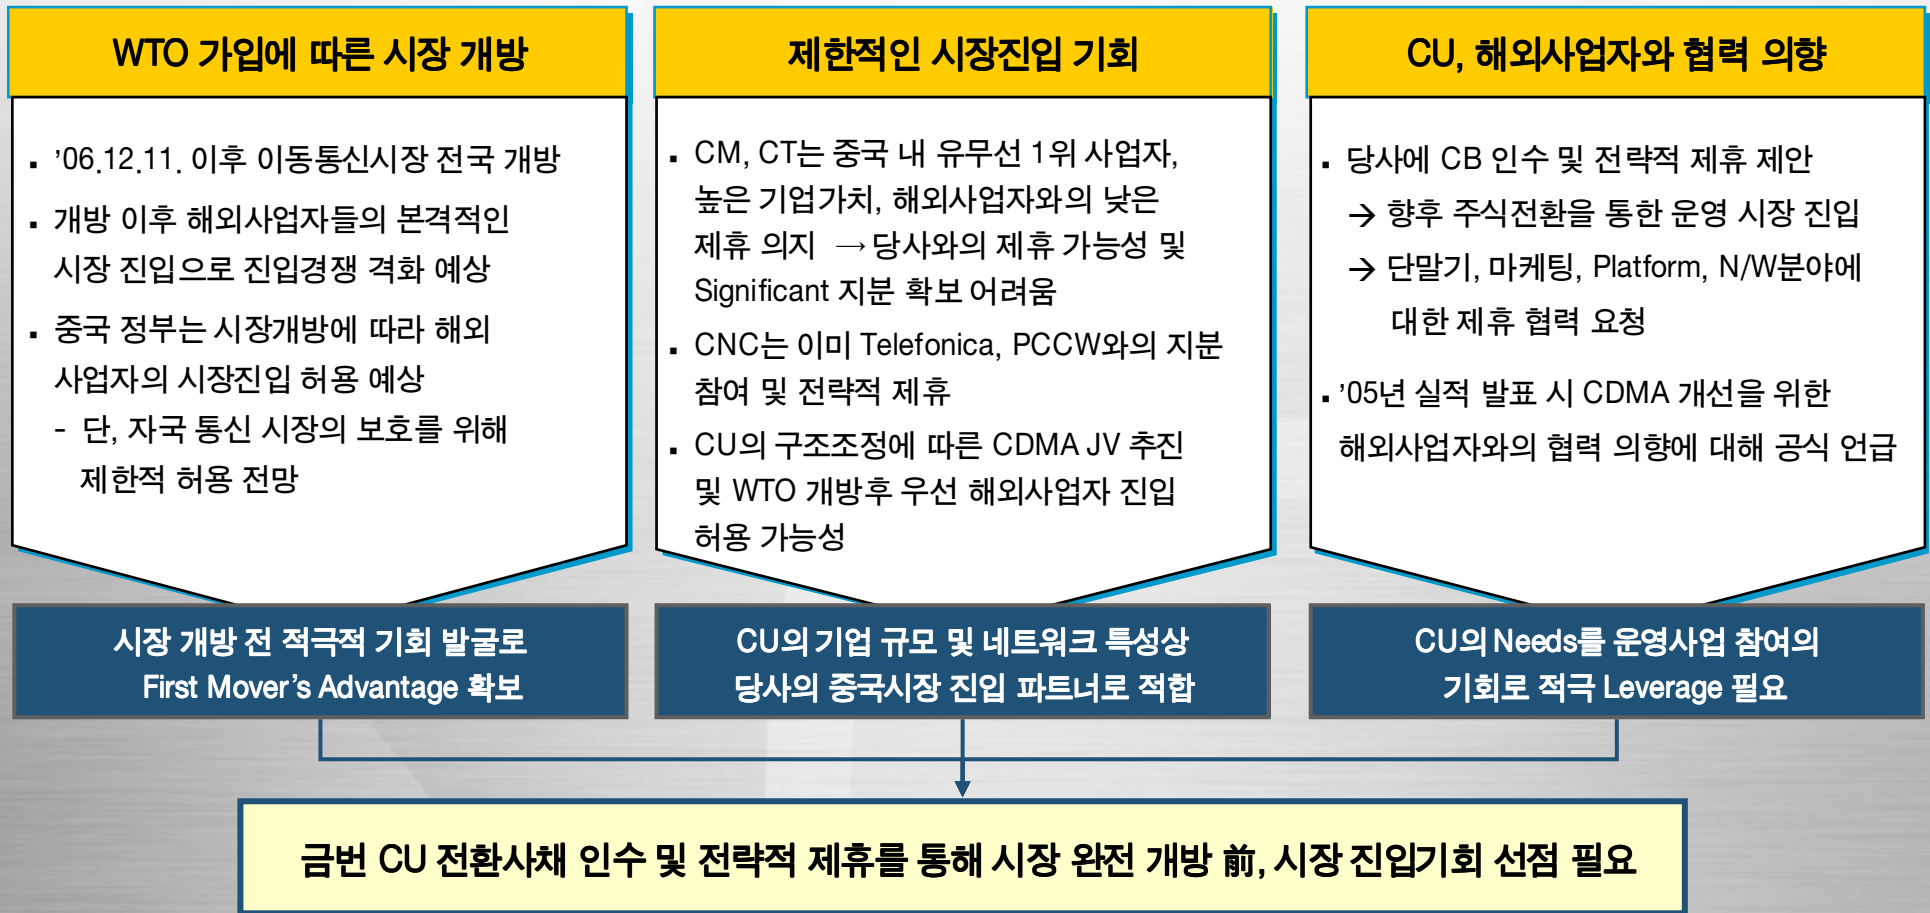 WTO 가입에 따른 시장 개방
▪ ’06.12.11. 이후 이동통신시장 전국 개방
▪ 개방 이후 해외사업자들의 본격적인
시장 진입으로 진입경쟁 격화 예상
▪ 중국 정부는 시장개방에 따라 해외
사업자의 시장진입 허용 예상
- 단, 자국 통신 시장의 보호를 위해
제한적 허용 전망
시장 개방 전 적극적 기회 발굴로
First Mover’s Advantage 확보
제한적인 시장진입 기회
▪ CM, CT는 중국 내 유무선 1위 사업자,
높은 기업가치, 해외사업자와의 낮은
제휴 의지 → 당사와의 제휴 가능성 및
Significant 지분 확보 어려움
▪ CNC는 이미 Telefonica, PCCW와의 지분
참여 및 전략적 제휴
▪ CU의 구조조정에 따른 CDMA JV 추진
및 WTO 개방후 우선 해외사업자 진입
허용 가능성
CU의 기업 규모 및 네트워크 특성상
당사의 중국시장 진입 파트너로 적합
CU, 해외사업자와 협력 의향
▪ 당사에 CB 인수 및 전략적 제휴 제안
→ 향후 주식전환을 통한 운영 시장 진입
→ 단말기, 마케팅, Platform, N/W분야에
대한 제휴 협력 요청
▪ ’05년 실적 발표 시 CDMA 개선을 위한
해외사업자와의 협력 의향에 대해 공식 언급
CU의 Needs를 운영사업 참여의
기회로 적극 Leverage 필요
금번 CU 전환사채 인수 및 전략적 제휴를 통해 시장 완전 개방 前, 시장 진입기회 선점 필요